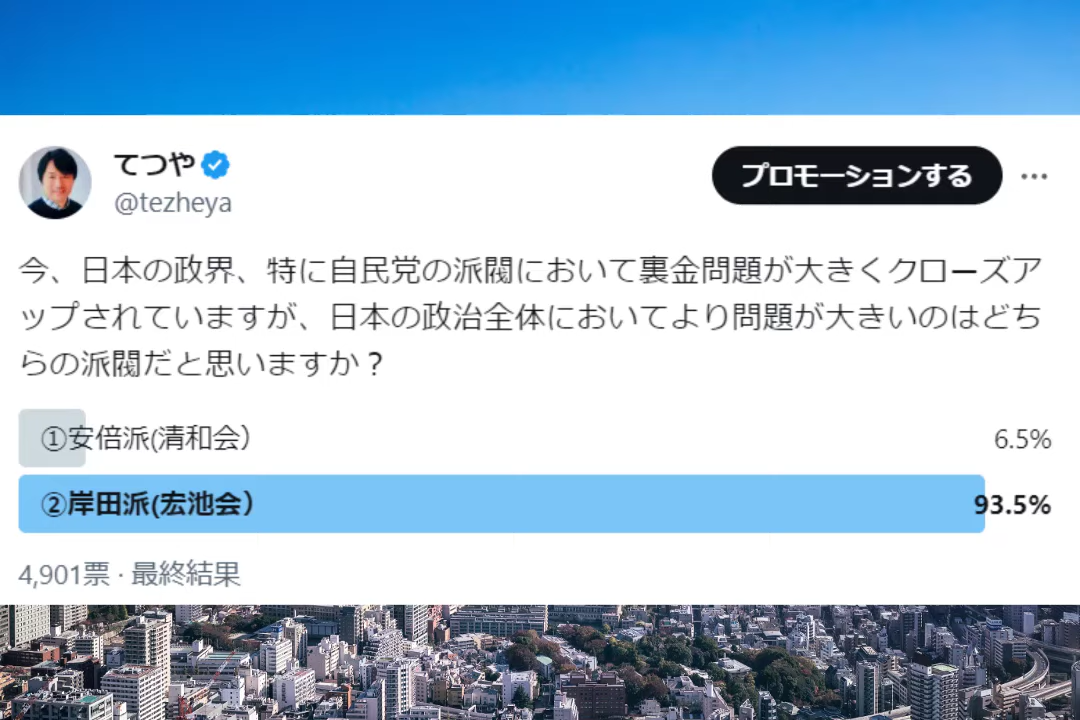 てつや
@tezheya
プロモーションする
今、日本の政界、特に自民党の派閥において裏金問題が大きくクローズア
ップされていますが、日本の政治全体においてより問題が大きいのはどち
らの派閥だと思いますか？
①安倍派(清和会） 6.5%
②岸田派(宏池会） 93.5%
4,901票 · 最終結果